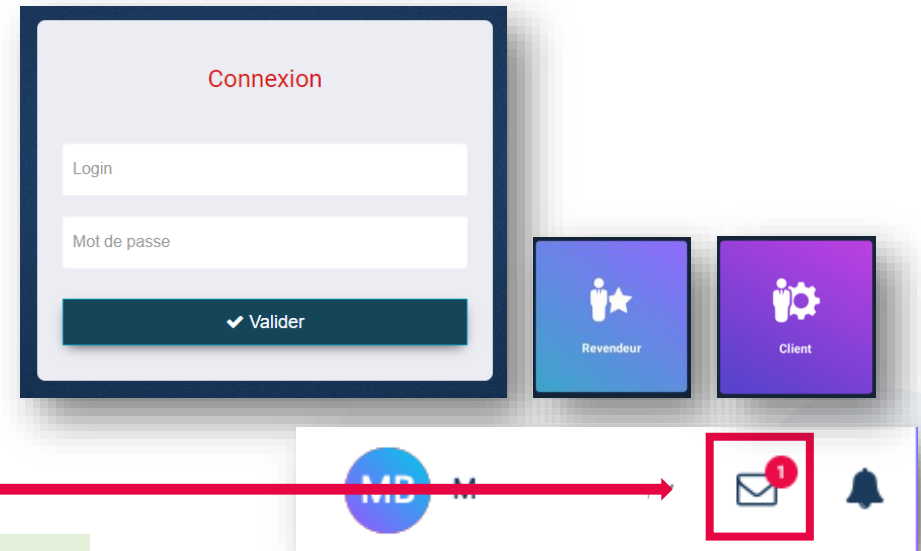 Connexion
Login
Mot de passe
Valider
Revendeur
Client
MB
M
1